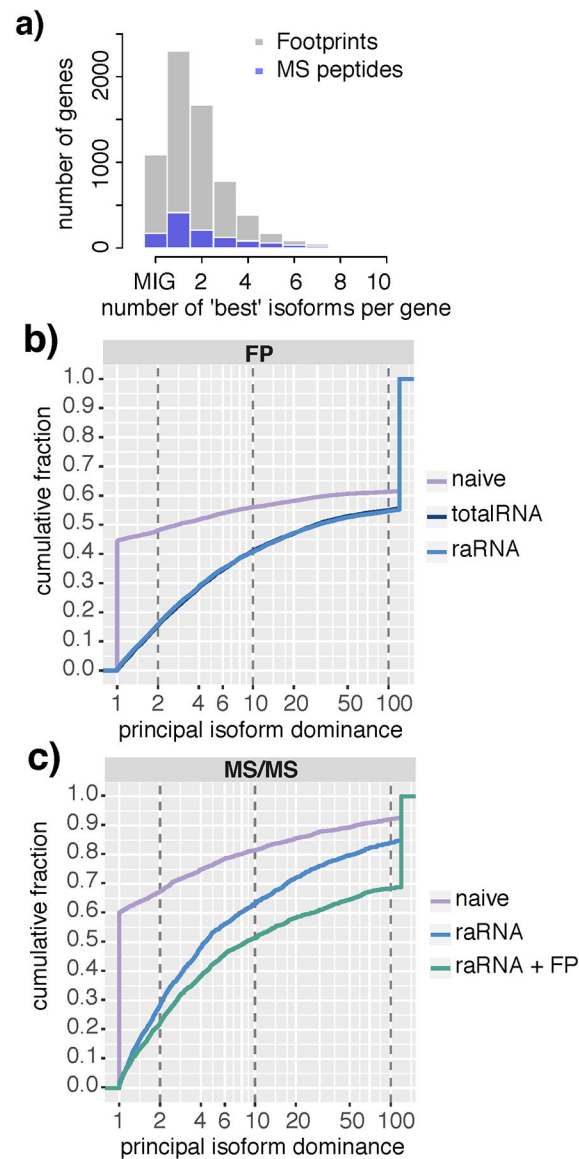 a)
Footprints
MS peptides
number of genes
2000
1000
0
MIG 2 4 6 8 10
number of 'best' isoforms per gene
b)
FP
1.0
0.9
0.8
0.7
0.6
0.5
0.4
0.3
0.2
0.1
0.0
cumulative fraction
naive
totalRNA
raRNA
1 2 4 6 10 20 50 100
principal isoform dominance
c)
MS/MS
1.0
0.9
0.8
0.7
0.6
0.5
0.4
0.3
0.2
0.1
0.0
cumulative fraction
naive
raRNA
raRNA + FP
1 2 4 6 10 20 50 100
principal isoform dominance